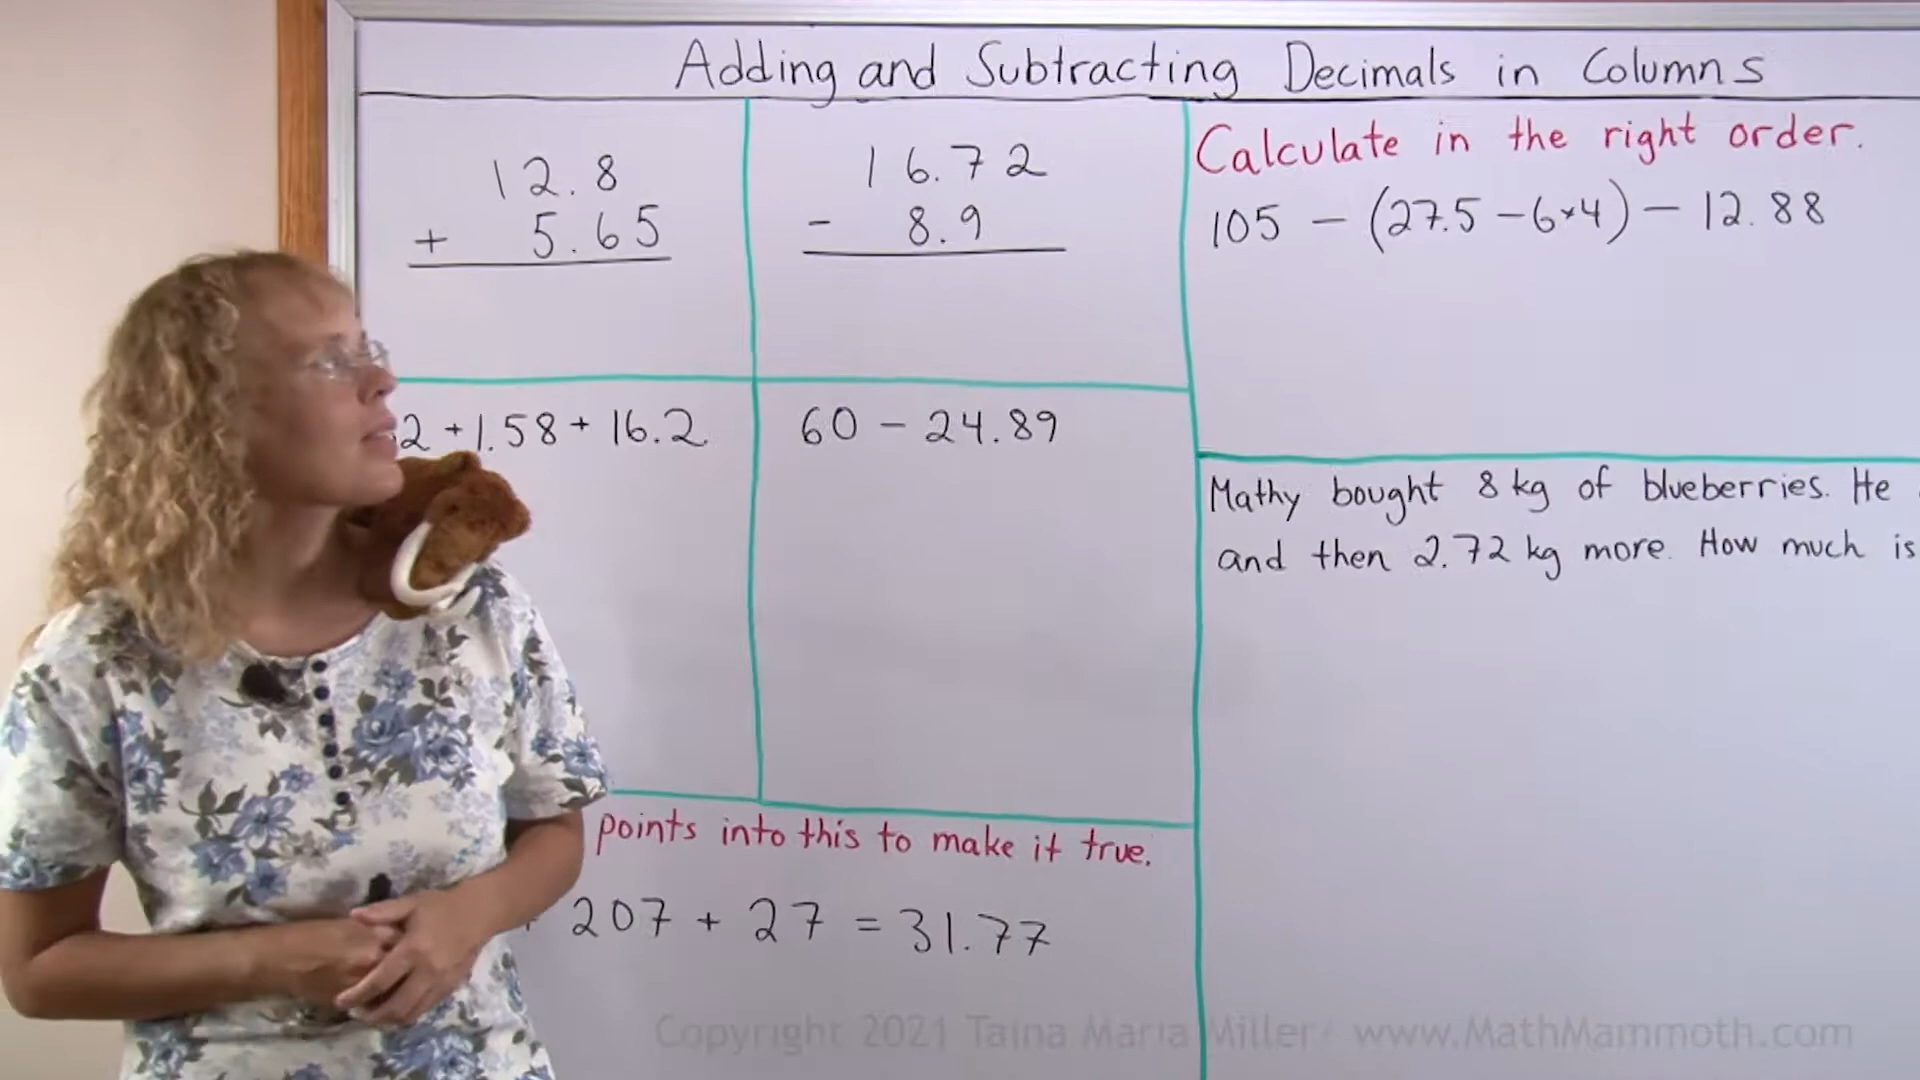 Adding and Subtracting Decimals in Columns
12.8
+ 5.65
16.72
- 8.9
Calculate in the right order.
105 - (27.5 - 6×4) - 12.88
2 + 1.58 + 16.2
60 - 24.89
Mathy bought 8 kg of blueberries. He
and then 2.72 kg more. How much is
points into this to make it true.
207 + 27 = 31.77
Copyright 2021 Taina Maria Miller www.MathMammoth.com